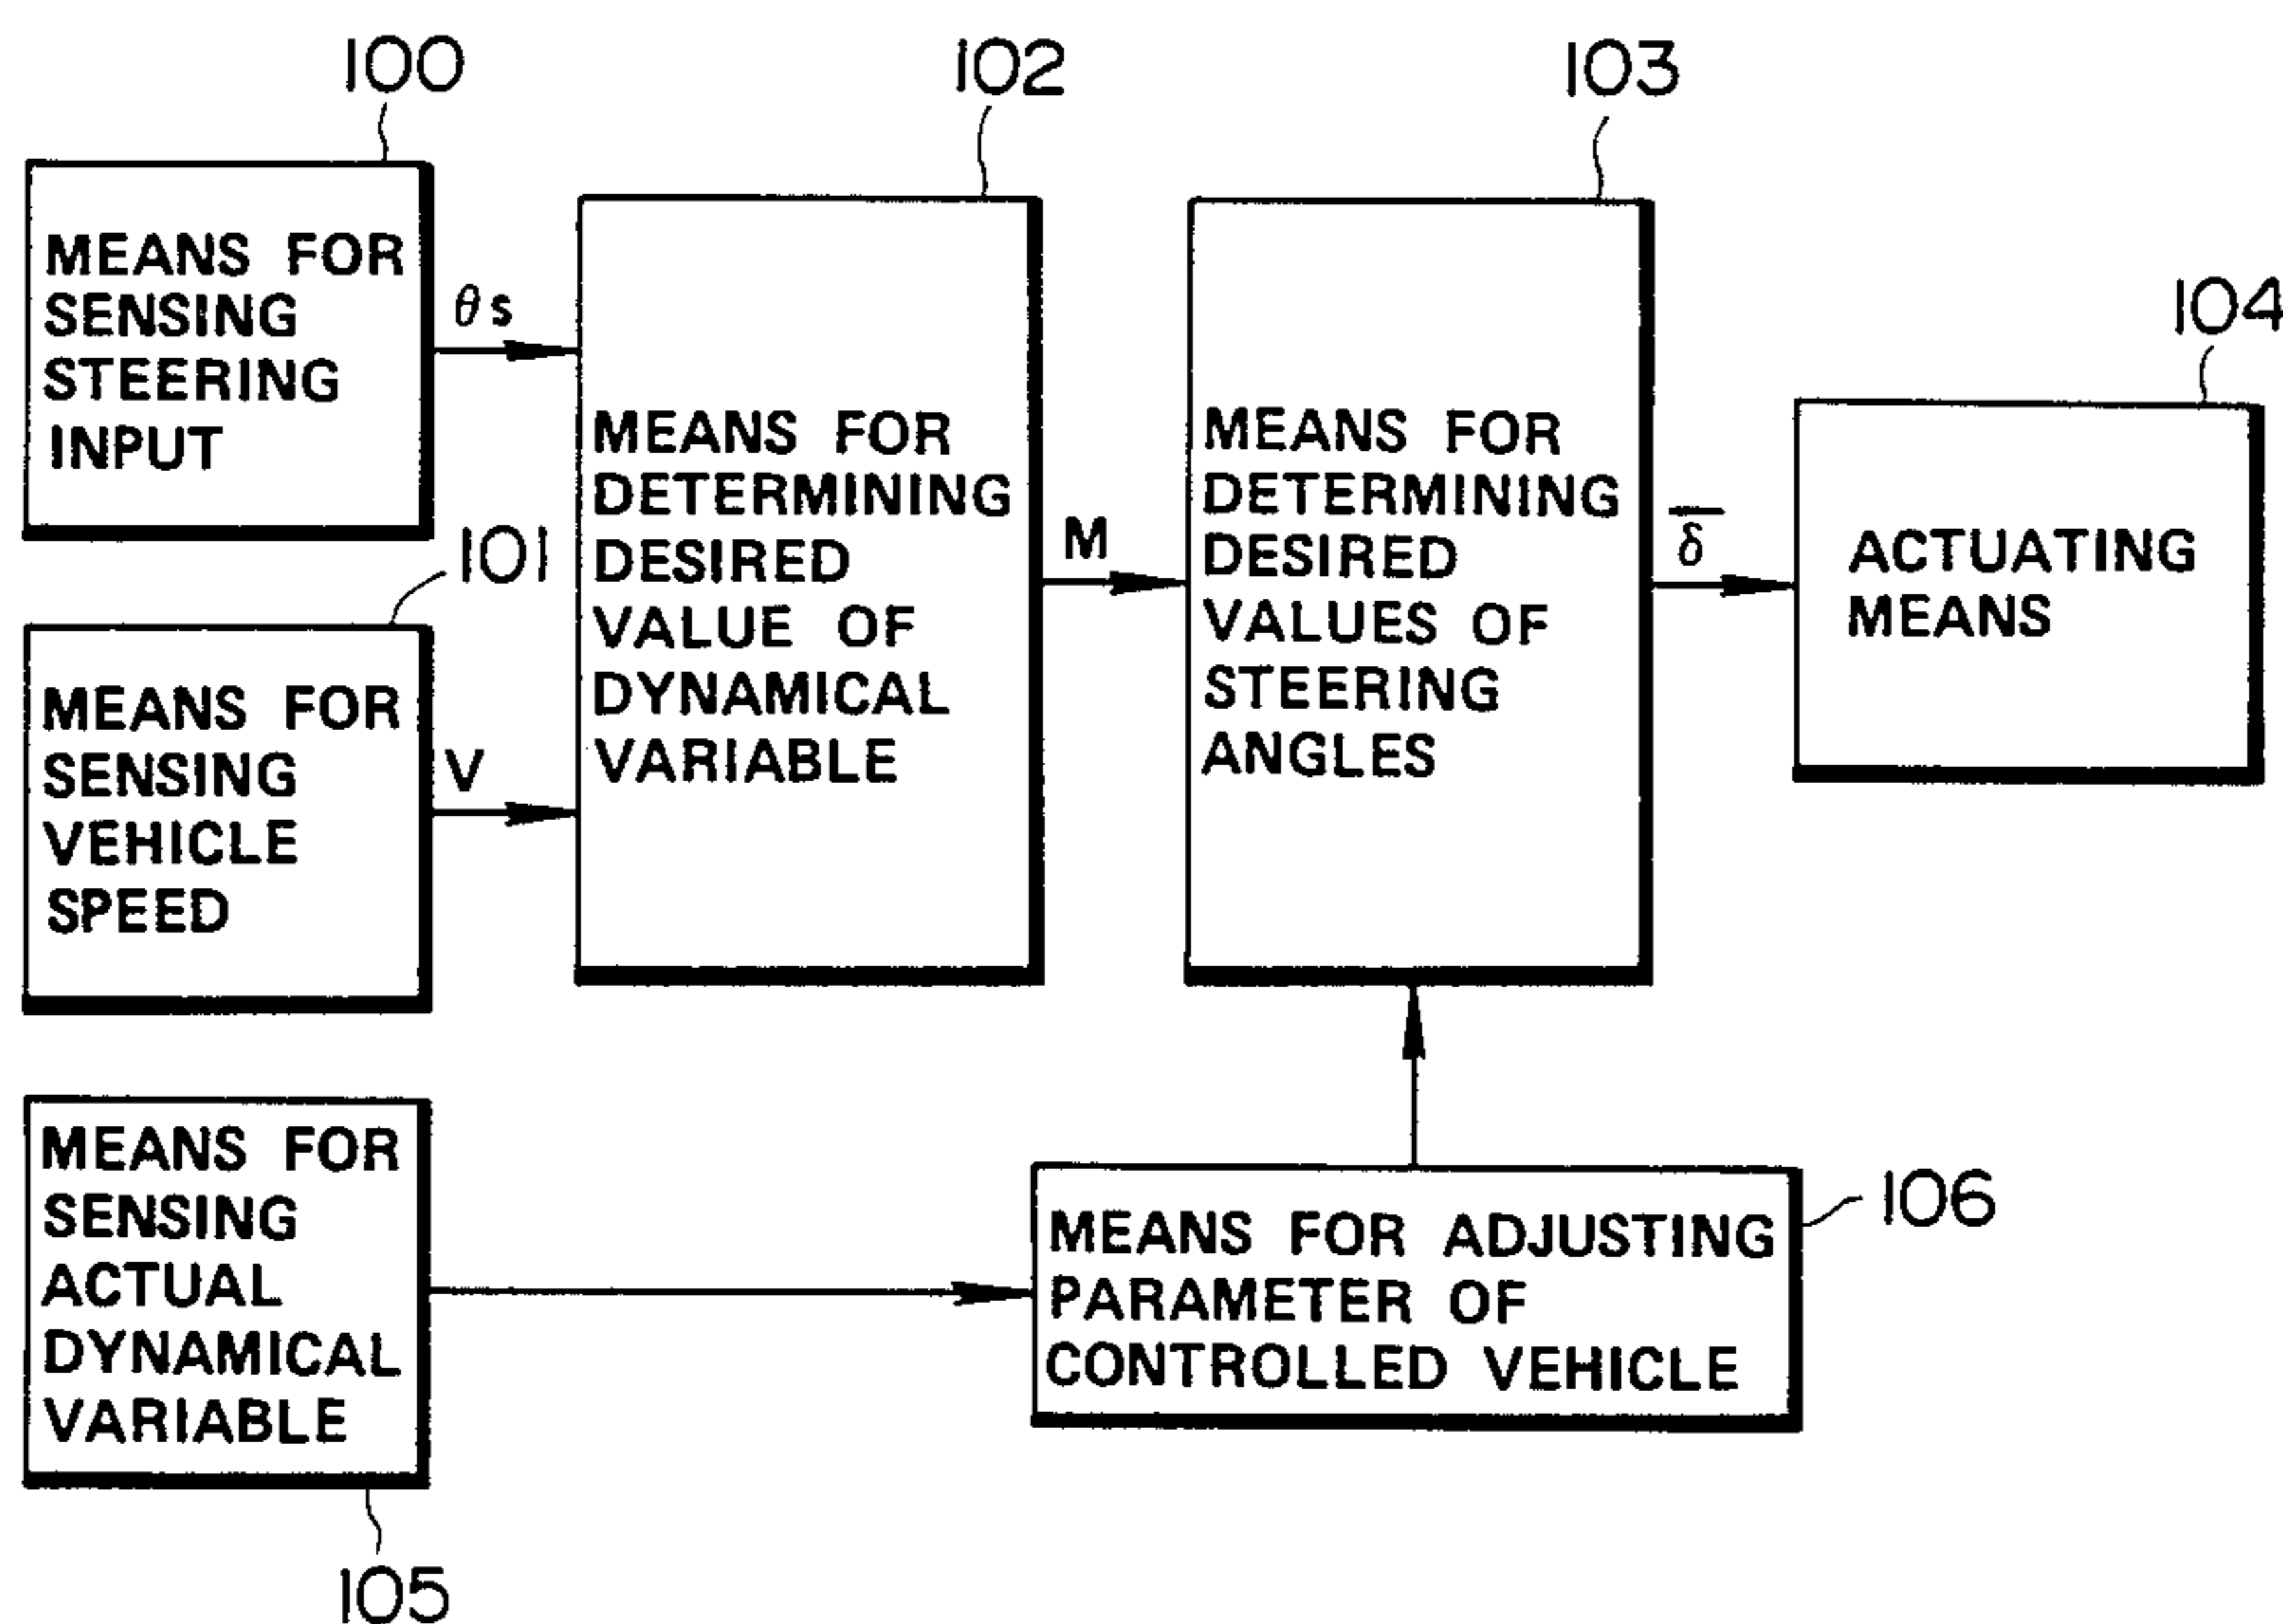 100
MEANS FOR
SENSING
STEERING
INPUT
θs
101
MEANS FOR
SENSING
VEHICLE
SPEED
V
102
MEANS FOR
DETERMINING
DESIRED
VALUE OF
DYNAMICAL
VARIABLE
M
103
MEANS FOR
DETERMINING
DESIRED
VALUES OF
STEERING
ANGLES
δ̅
104
ACTUATING
MEANS
MEANS FOR
SENSING
ACTUAL
DYNAMICAL
VARIABLE
105
106
MEANS FOR ADJUSTING
PARAMETER OF
CONTROLLED VEHICLE